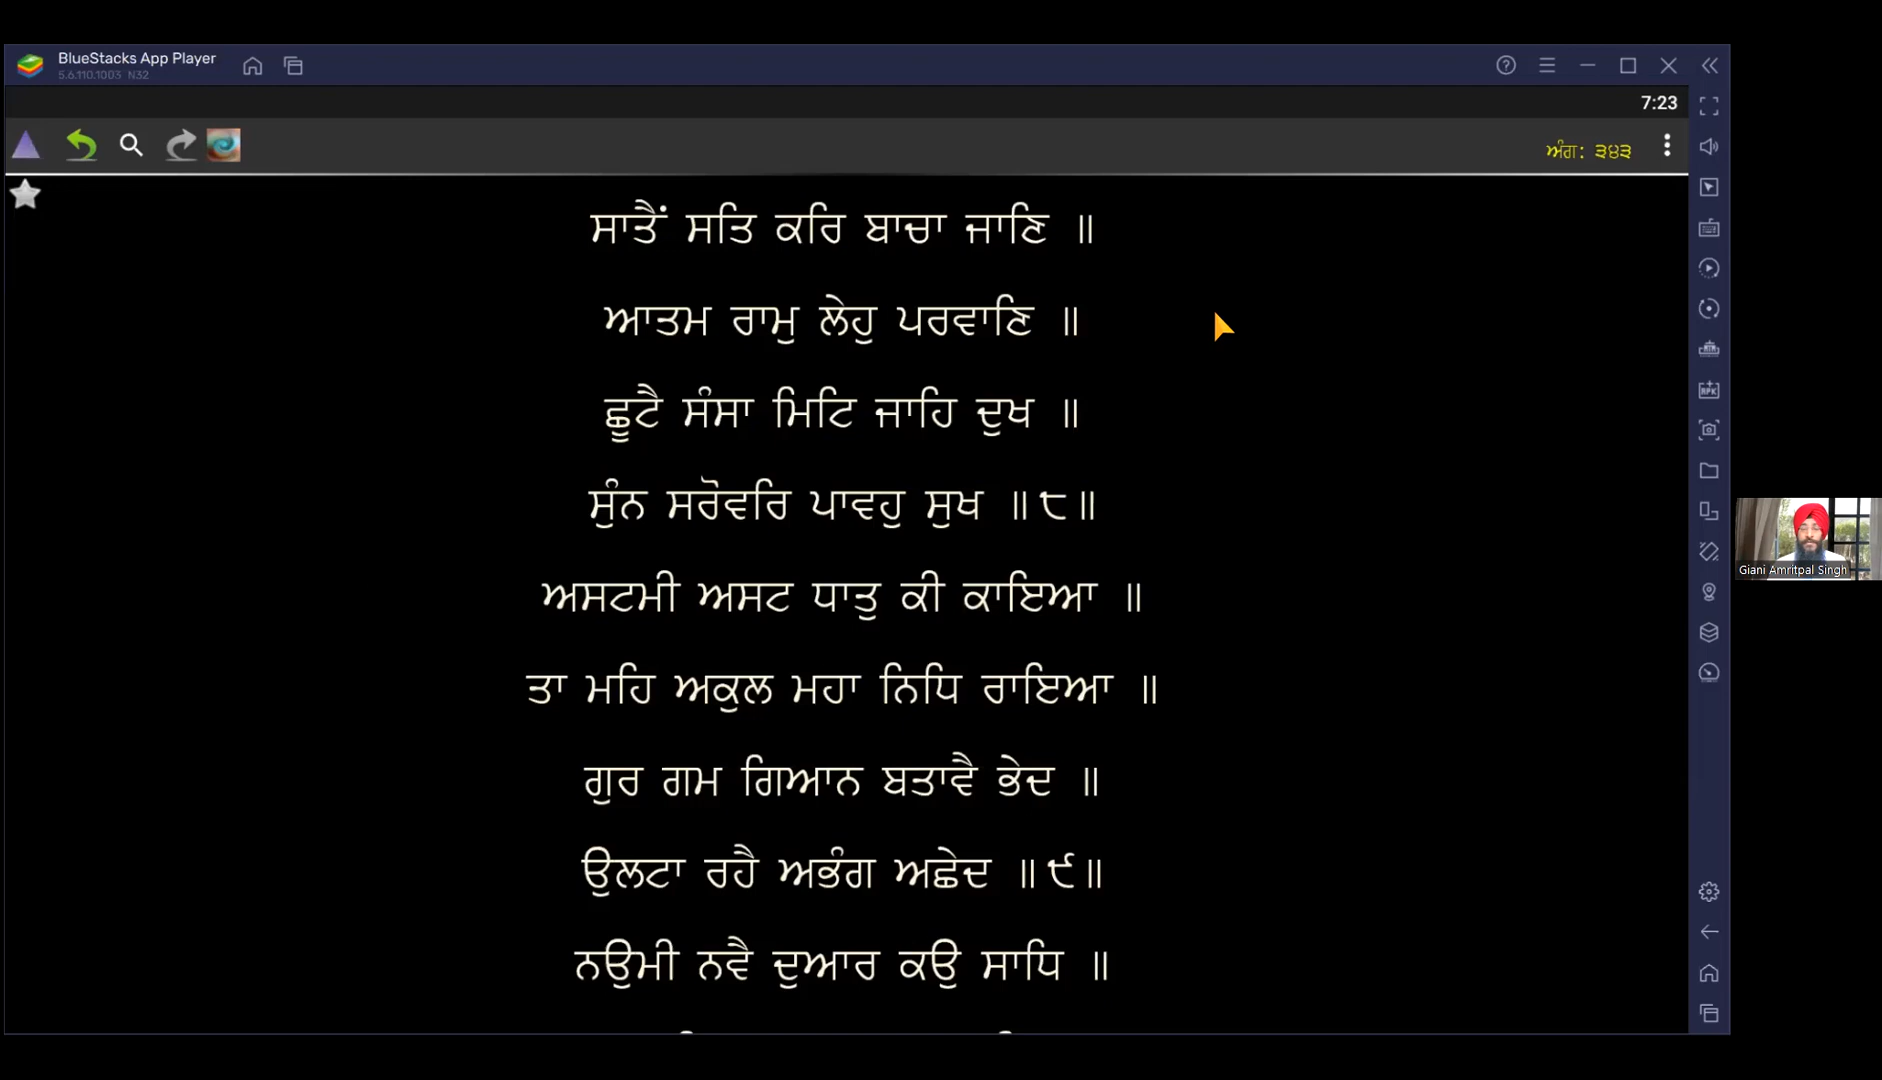 BlueStacks App Player
5.6.110.1003 N32
7:23
ਅੰਗ: ੩੪੩
ਸਾਤੈਂ ਸਤਿ ਕਰਿ ਬਾਚਾ ਜਾਣਿ ॥
ਆਤਮ ਰਾਮੁ ਲੇਹੁ ਪਰਵਾਣਿ ॥
ਛੂਟੈ ਸੰਸਾ ਮਿਟਿ ਜਾਹਿ ਦੁਖ ॥
ਸੁੰਨ ਸਰੋਵਰਿ ਪਾਵਹੁ ਸੁਖ ॥੮॥
ਅਸਟਮੀ ਅਸਟ ਧਾਤੁ ਕੀ ਕਾਇਆ ॥
ਤਾ ਮਹਿ ਅਕੁਲ ਮਹਾ ਨਿਧਿ ਰਾਇਆ ॥
ਗੁਰ ਗਮ ਗਿਆਨ ਬਤਾਵੈ ਭੇਦ ॥
ਉਲਟਾ ਰਹੈ ਅਭੰਗ ਅਛੇਦ ॥੯॥
ਨਉਮੀ ਨਵੈ ਦੁਆਰ ਕਉ ਸਾਧਿ ॥
Giani Amritpal Singh